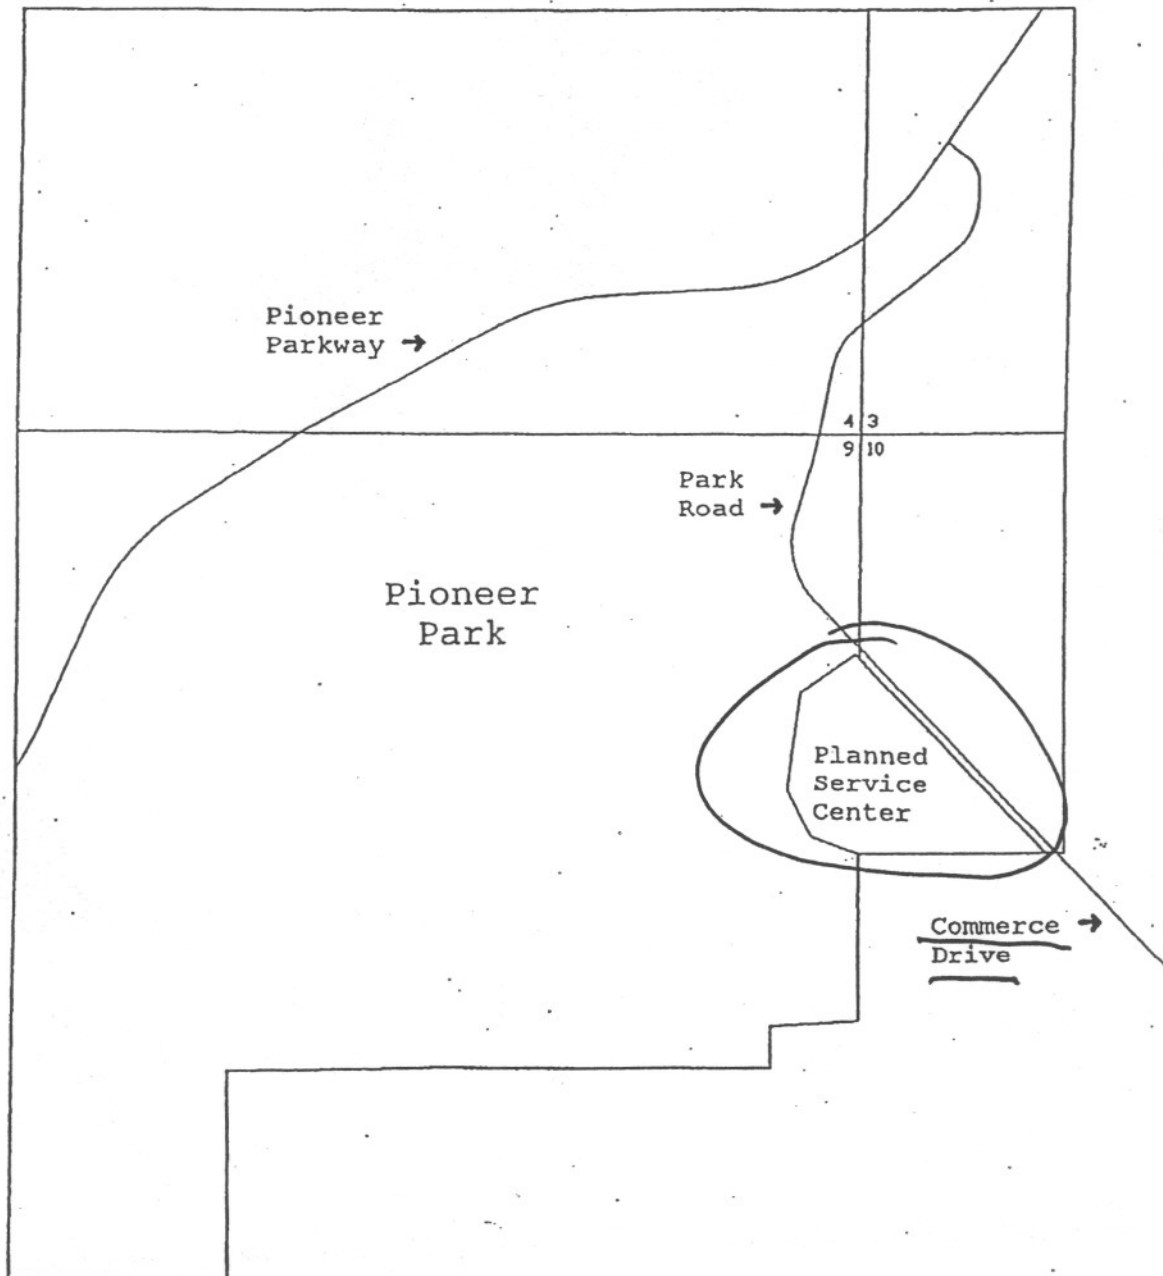 Pioneer
Parkway →
4 3
9 10
Park
Road →
Pioneer
Park
Planned
Service
Center
Commerce →
Drive